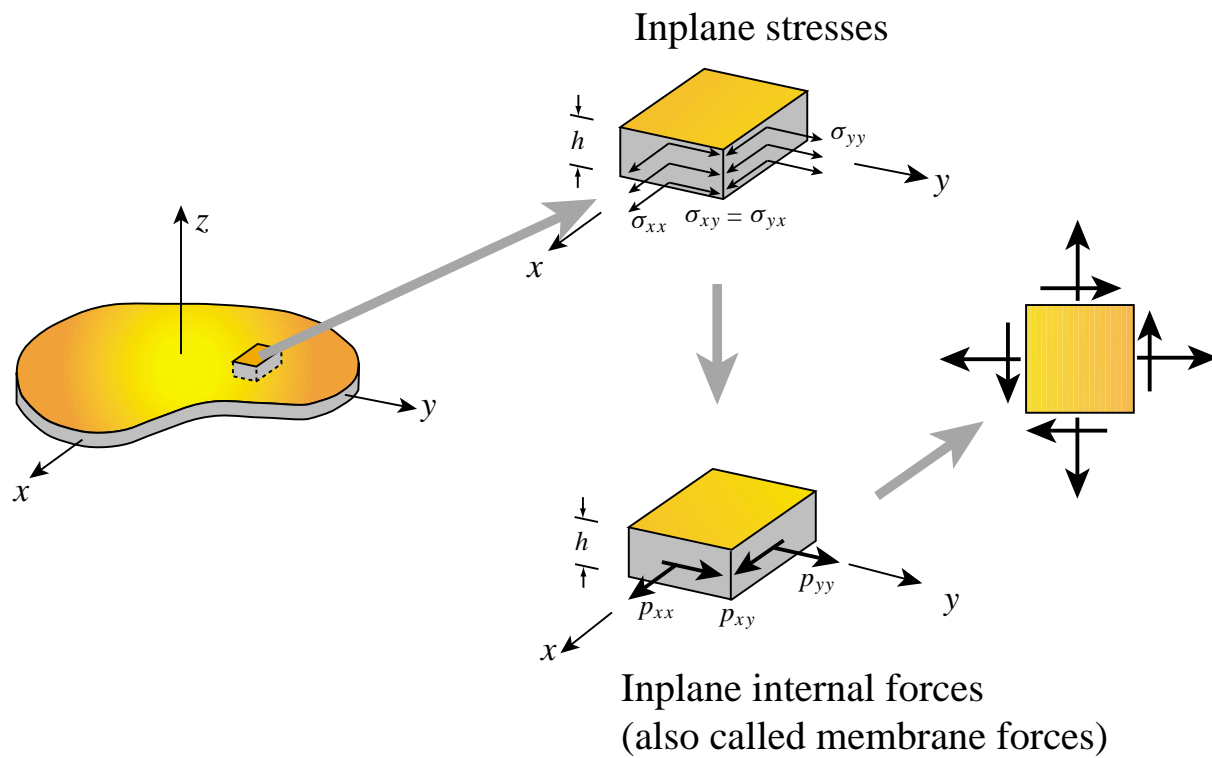 Inplane stresses
h
σyy
y
σxx
σxy = σyx
x
z
y
x
h
pyy
y
pxx
pxy
x
Inplane internal forces
(also called membrane forces)